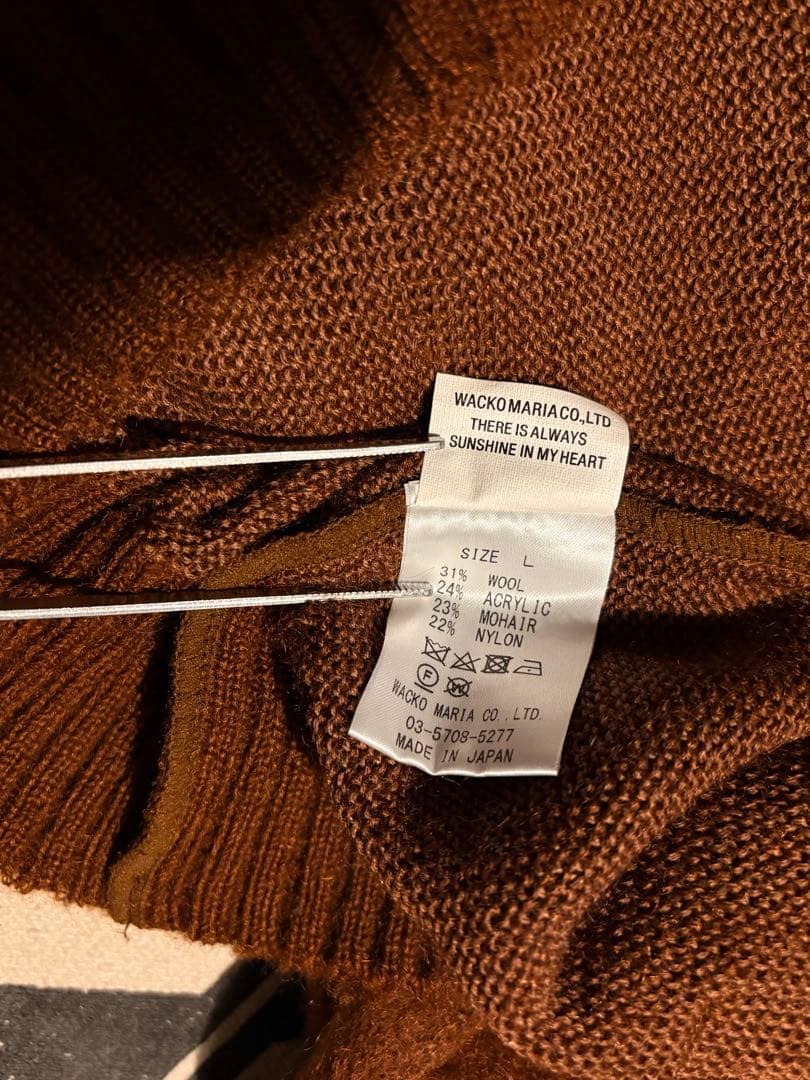 WACKO MARIA CO.,LTD
THERE IS ALWAYS
SUNSHINE IN MY HEART
SIZE L
31% WOOL
24% ACRYLIC
23% MOHAIR
22% NYLON
F W
WACKO MARIA CO.,LTD.
03-5708-5277
MADE IN JAPAN